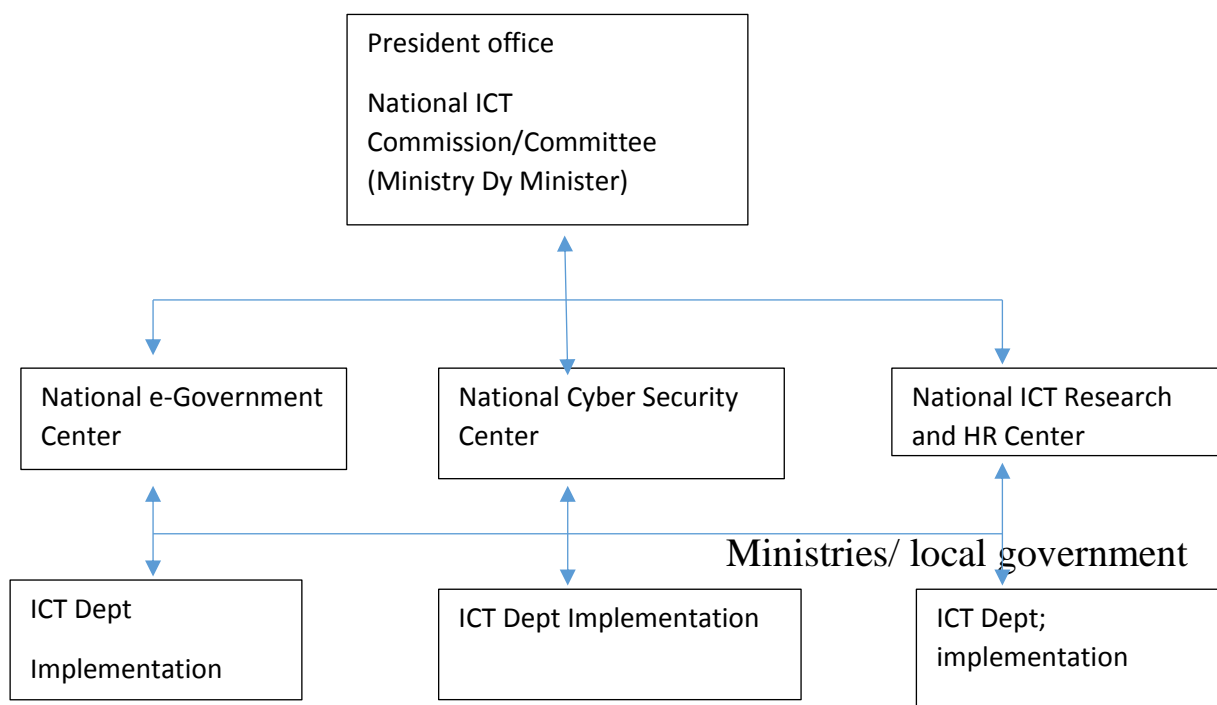 President office
National ICT
Commission/Committee
(Ministry Dy Minister)
National e-Government
Center
National Cyber Security
Center
National ICT Research
and HR Center
Ministries/ local government
ICT Dept
Implementation
ICT Dept Implementation
ICT Dept;
implementation